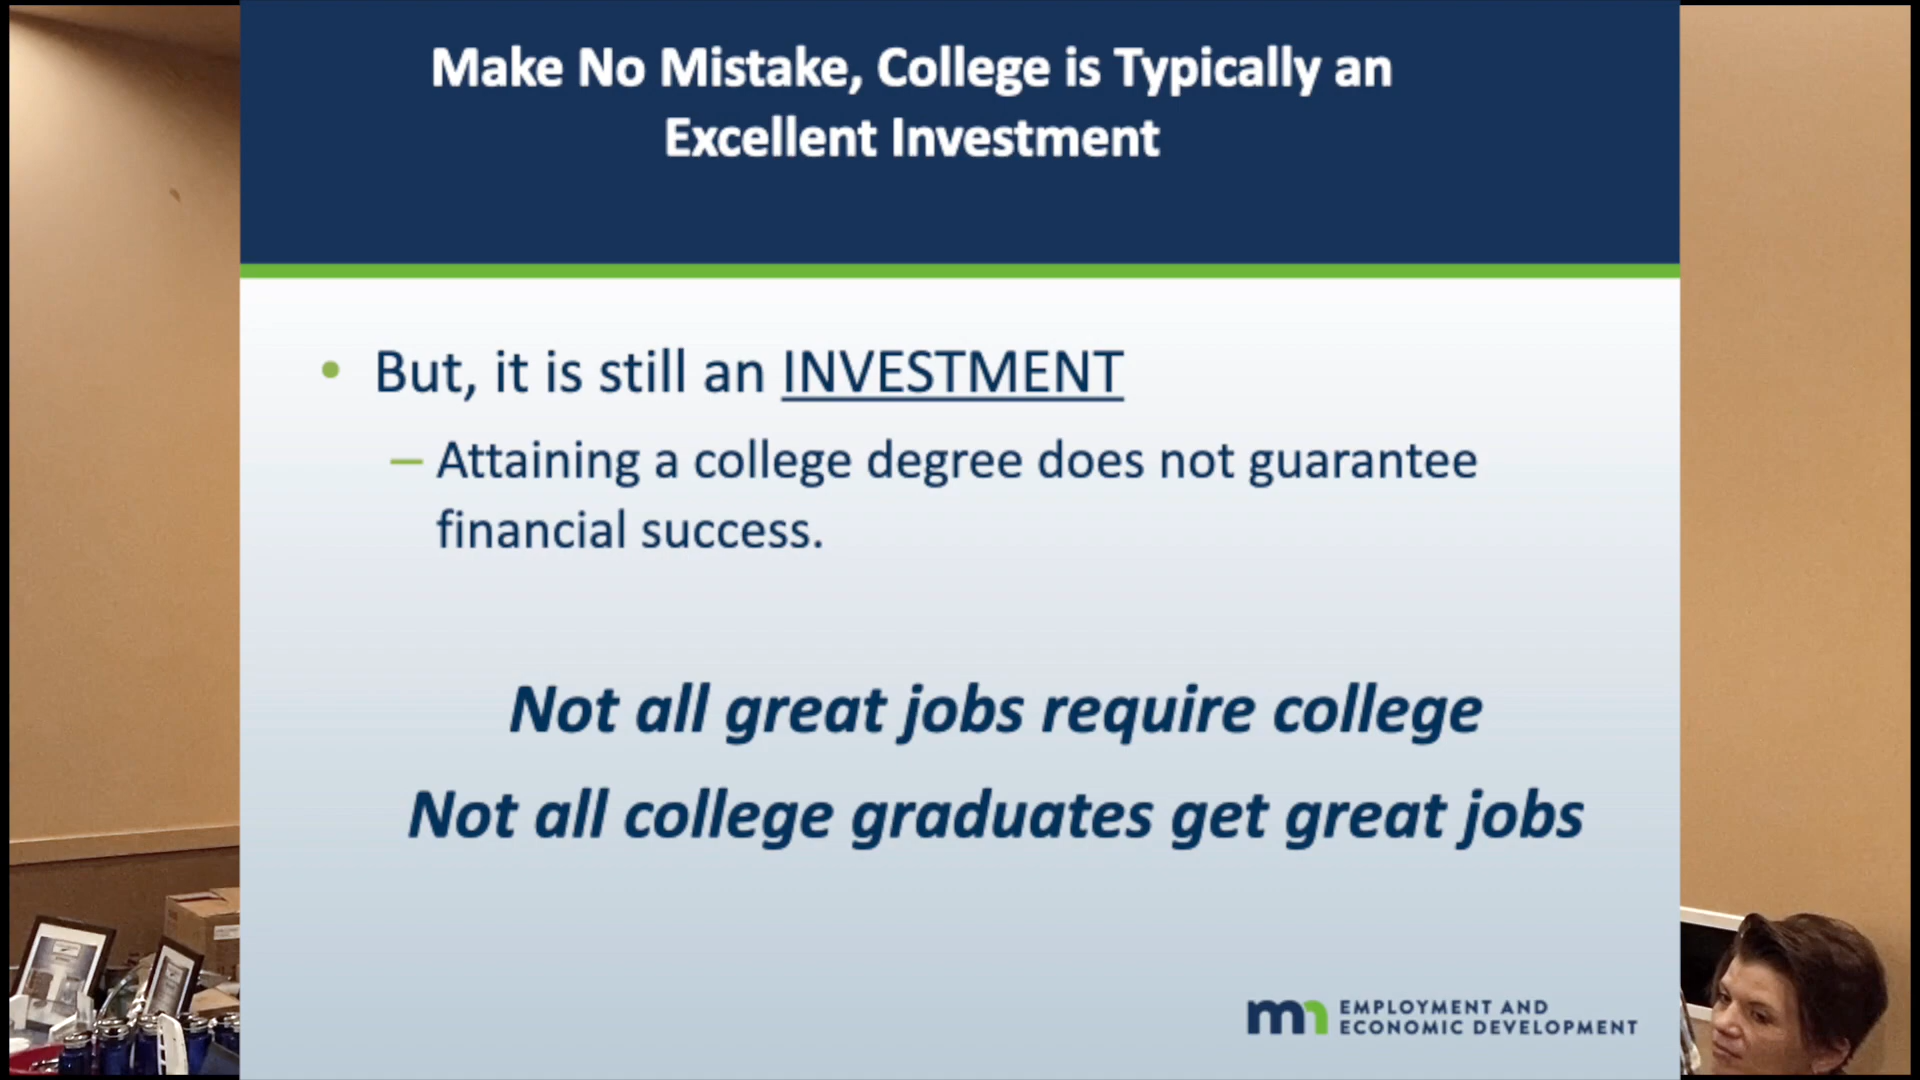 Make No Mistake, College is Typically an
Excellent Investment
• But, it is still an INVESTMENT
– Attaining a college degree does not guarantee
financial success.
Not all great jobs require college
Not all college graduates get great jobs
mn EMPLOYMENT AND
ECONOMIC DEVELOPMENT